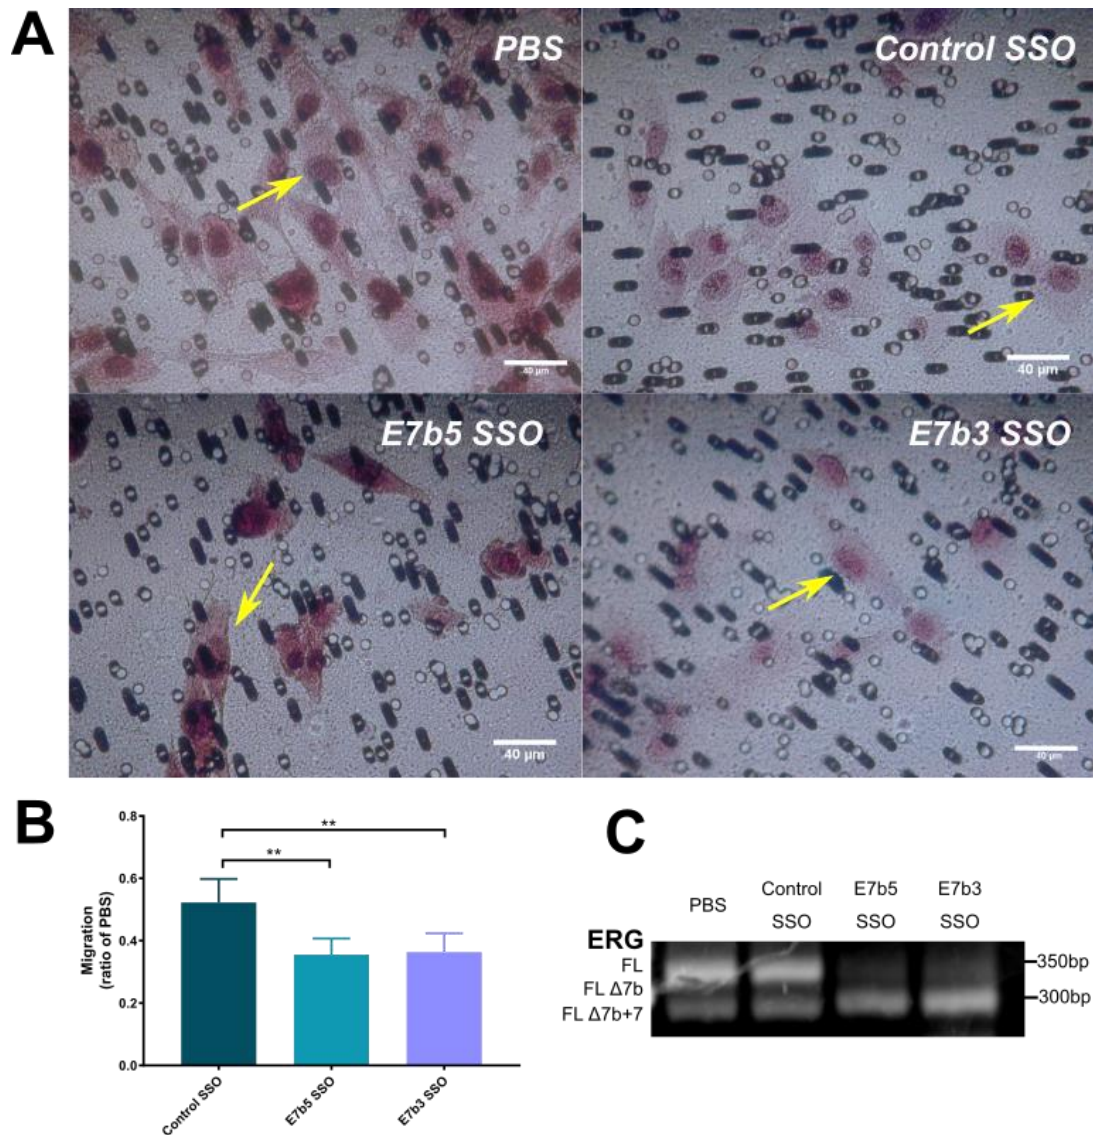 A
PBS
Control SSO
40 µm
40 µm
E7b5 SSO
E7b3 SSO
40 µm
40 µm
B
0.8
0.6
0.4
0.2
0.0
Migration
(ratio of PBS)
**
**
Control SSO
E7b5 SSO
E7b3 SSO
C
PBS
Control
SSO
E7b5
SSO
E7b3
SSO
ERG
FL
FL Δ7b
FL Δ7b+7
350bp
300bp